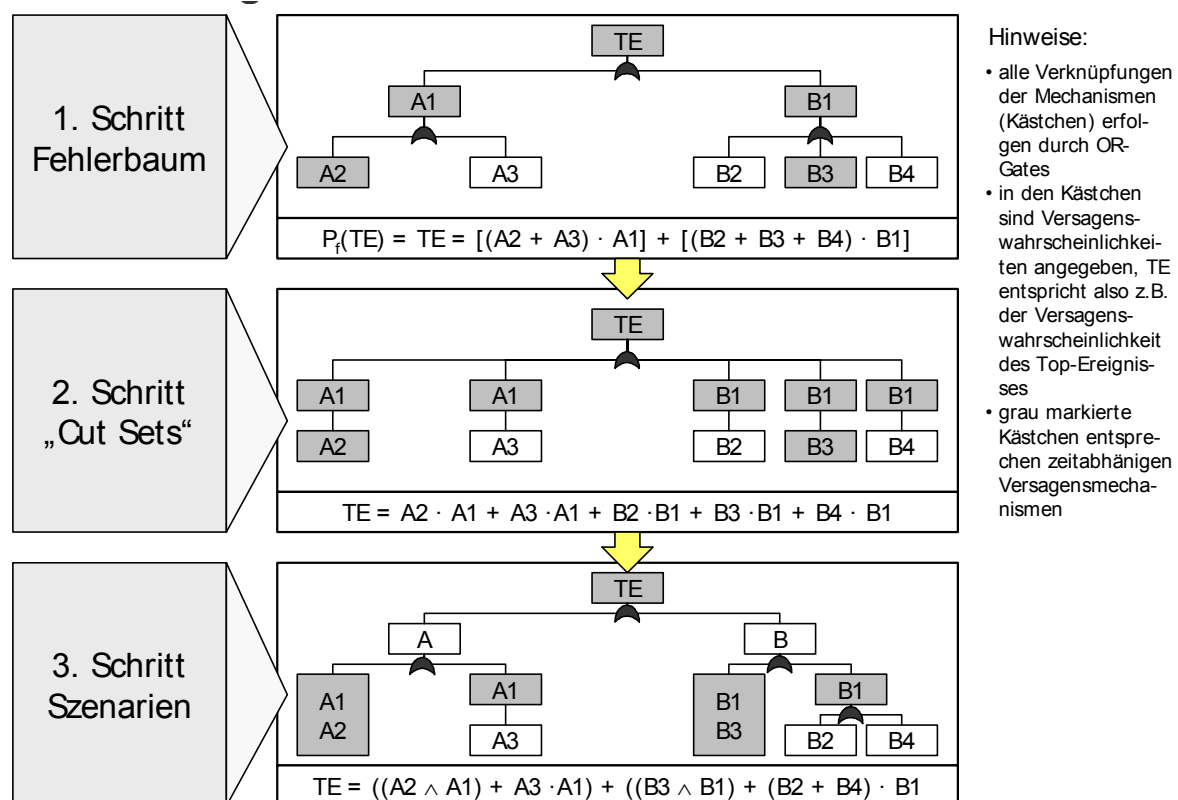 1. Schritt
Fehlerbaum
TE
A1
B1
A2
A3
B2
B3
B4
Pf(TE) = TE = [(A2 + A3) · A1] + [(B2 + B3 + B4) · B1]
2. Schritt
„Cut Sets“
TE
A1
A1
B1
B1
B1
A2
A3
B2
B3
B4
TE = A2 · A1 + A3 · A1 + B2 · B1 + B3 · B1 + B4 · B1
3. Schritt
Szenarien
TE
A
B
A1
A2
A1
A3
B1
B3
B1
B2
B4
TE = ((A2 ∧ A1) + A3 · A1) + ((B3 ∧ B1) + (B2 + B4) · B1
Hinweise:
• alle Verknüpfungen
der Mechanismen
(Kästchen) erfol-
gen durch OR-
Gates
• in den Kästchen
sind Versagens-
wahrscheinlichkei-
ten angegeben, TE
entspricht also z.B.
der Versagens-
wahrscheinlichkeit
des Top-Ereignis-
ses
• grau markierte
Kästchen entspre-
chen zeitabhänigen
Versagensmecha-
nismen